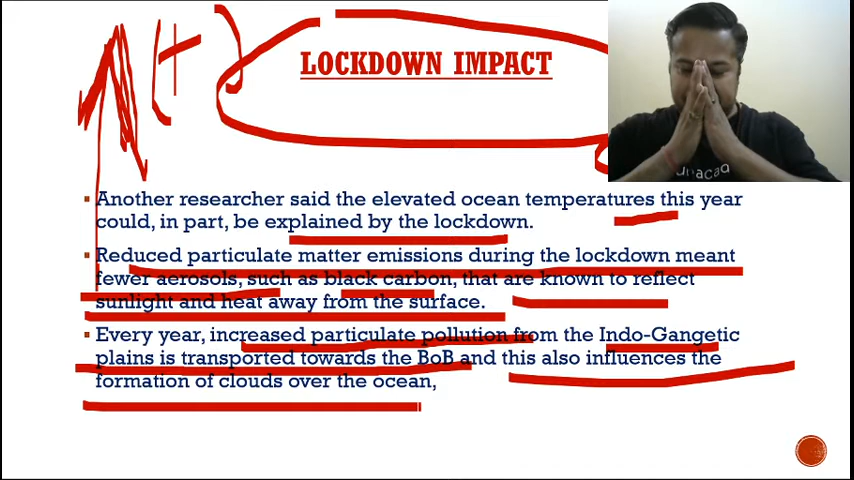 LOCKDOWN IMPACT
Another researcher said the elevated ocean temperatures this year
could, in part, be explained by the lockdown.
Reduced particulate matter emissions during the lockdown meant
fewer aerosols, such as black carbon, that are known to reflect
sunlight and heat away from the surface.
Every year, increased particulate pollution from the Indo-Gangetic
plains is transported towards the BoB and this also influences the
formation of clouds over the ocean,